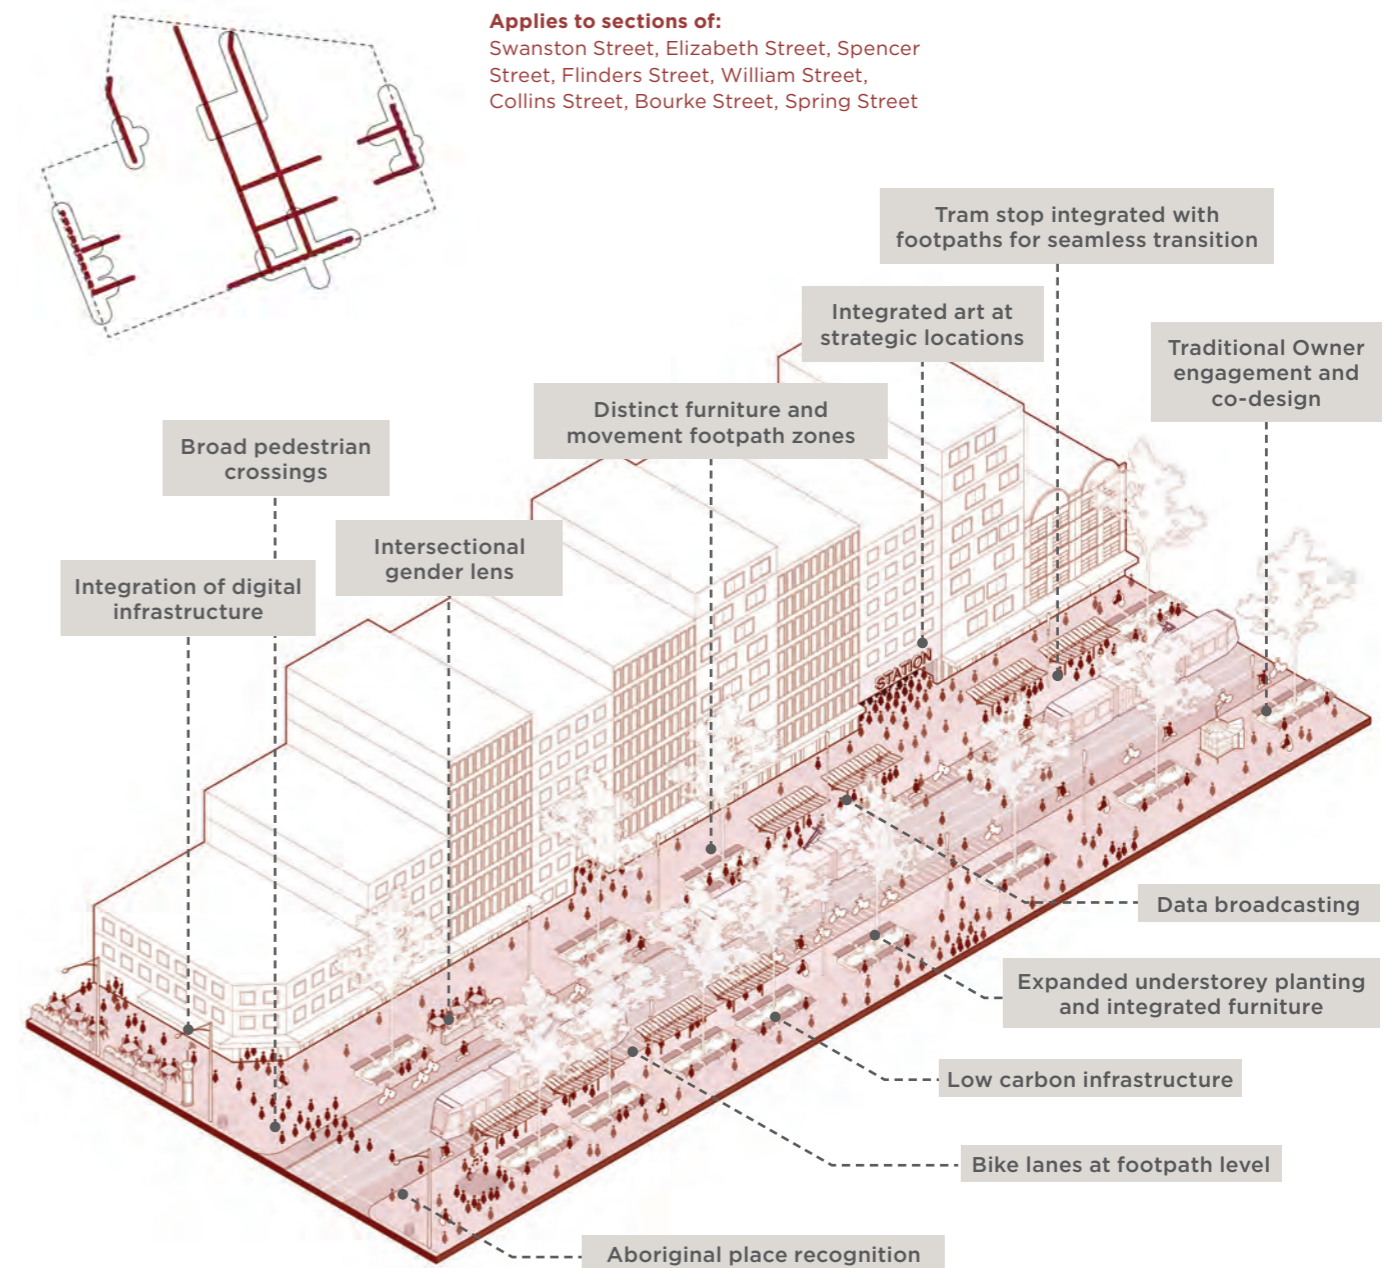 Applies to sections of:
Swanston Street, Elizabeth Street, Spencer
Street, Flinders Street, William Street,
Collins Street, Bourke Street, Spring Street
Tram stop integrated with
footpaths for seamless transition
Integrated art at
strategic locations
Traditional Owner
engagement and
co-design
Distinct furniture and
movement footpath zones
Broad pedestrian
crossings
Intersectional
gender lens
Integration of digital
infrastructure
STATION
Data broadcasting
Expanded understorey planting
and integrated furniture
Low carbon infrastructure
Bike lanes at footpath level
Aboriginal place recognition